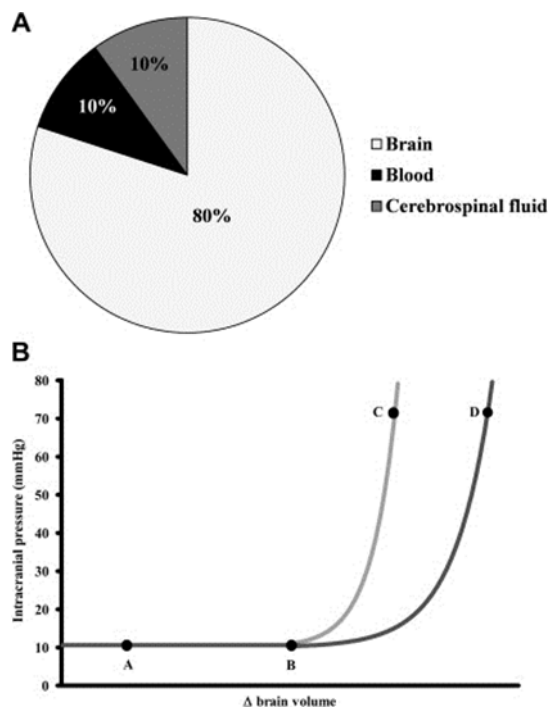 A
10%
10%
80%
Brain
Blood
Cerebrospinal fluid
B
Intracranial pressure (mmHg)
80
70
60
50
40
30
20
10
0
A
B
C
D
Δ brain volume